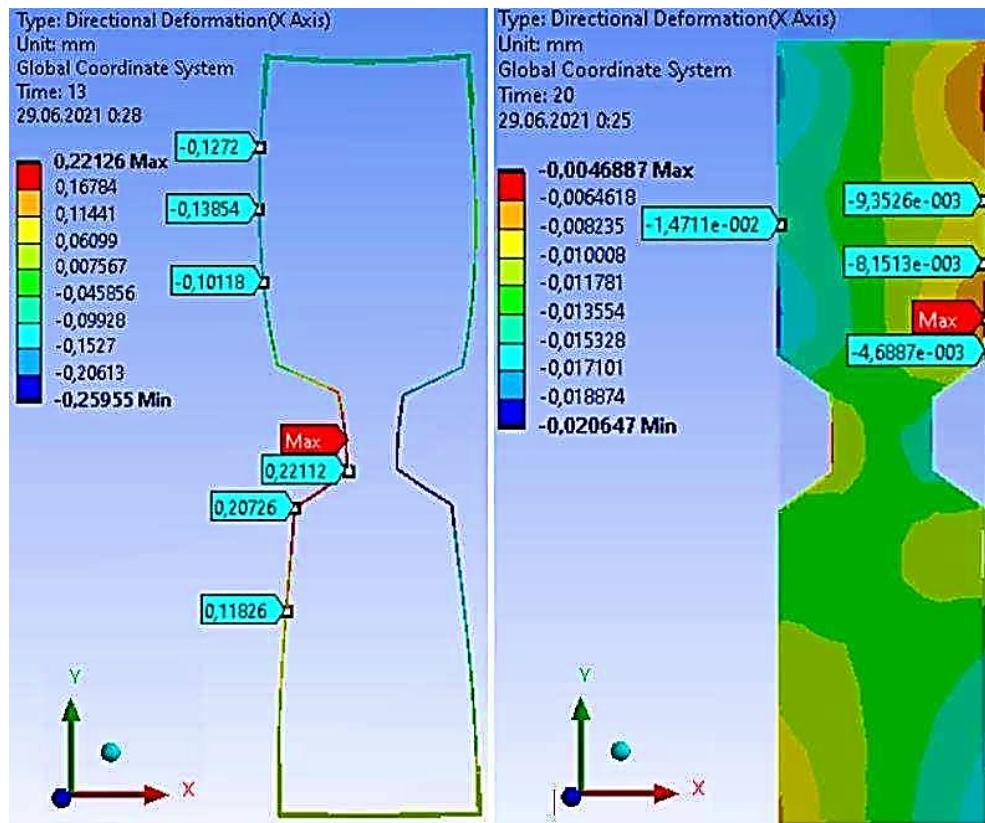 Type: Directional Deformation(X Axis)
Unit: mm
Global Coordinate System
Time: 13
29.06.2021 0:28
0,22126 Max
0,16784
0,11441
0,06099
0,007567
-0,045856
-0,09928
-0,1527
-0,20613
-0,25955 Min
-0,1272
-0,13854
-0,10118
Max
0,22112
0,20726
0,11826
Y
X
Type: Directional Deformation(X Axis)
Unit: mm
Global Coordinate System
Time: 20
29.06.2021 0:25
-0,0046887 Max
-0,0064618
-0,008235
-0,010008
-0,011781
-0,013554
-0,015328
-0,017101
-0,018874
-0,020647 Min
-1,4711e-002
-9,3526e-003
-8,1513e-003
Max
-4,6887e-003
Y
X